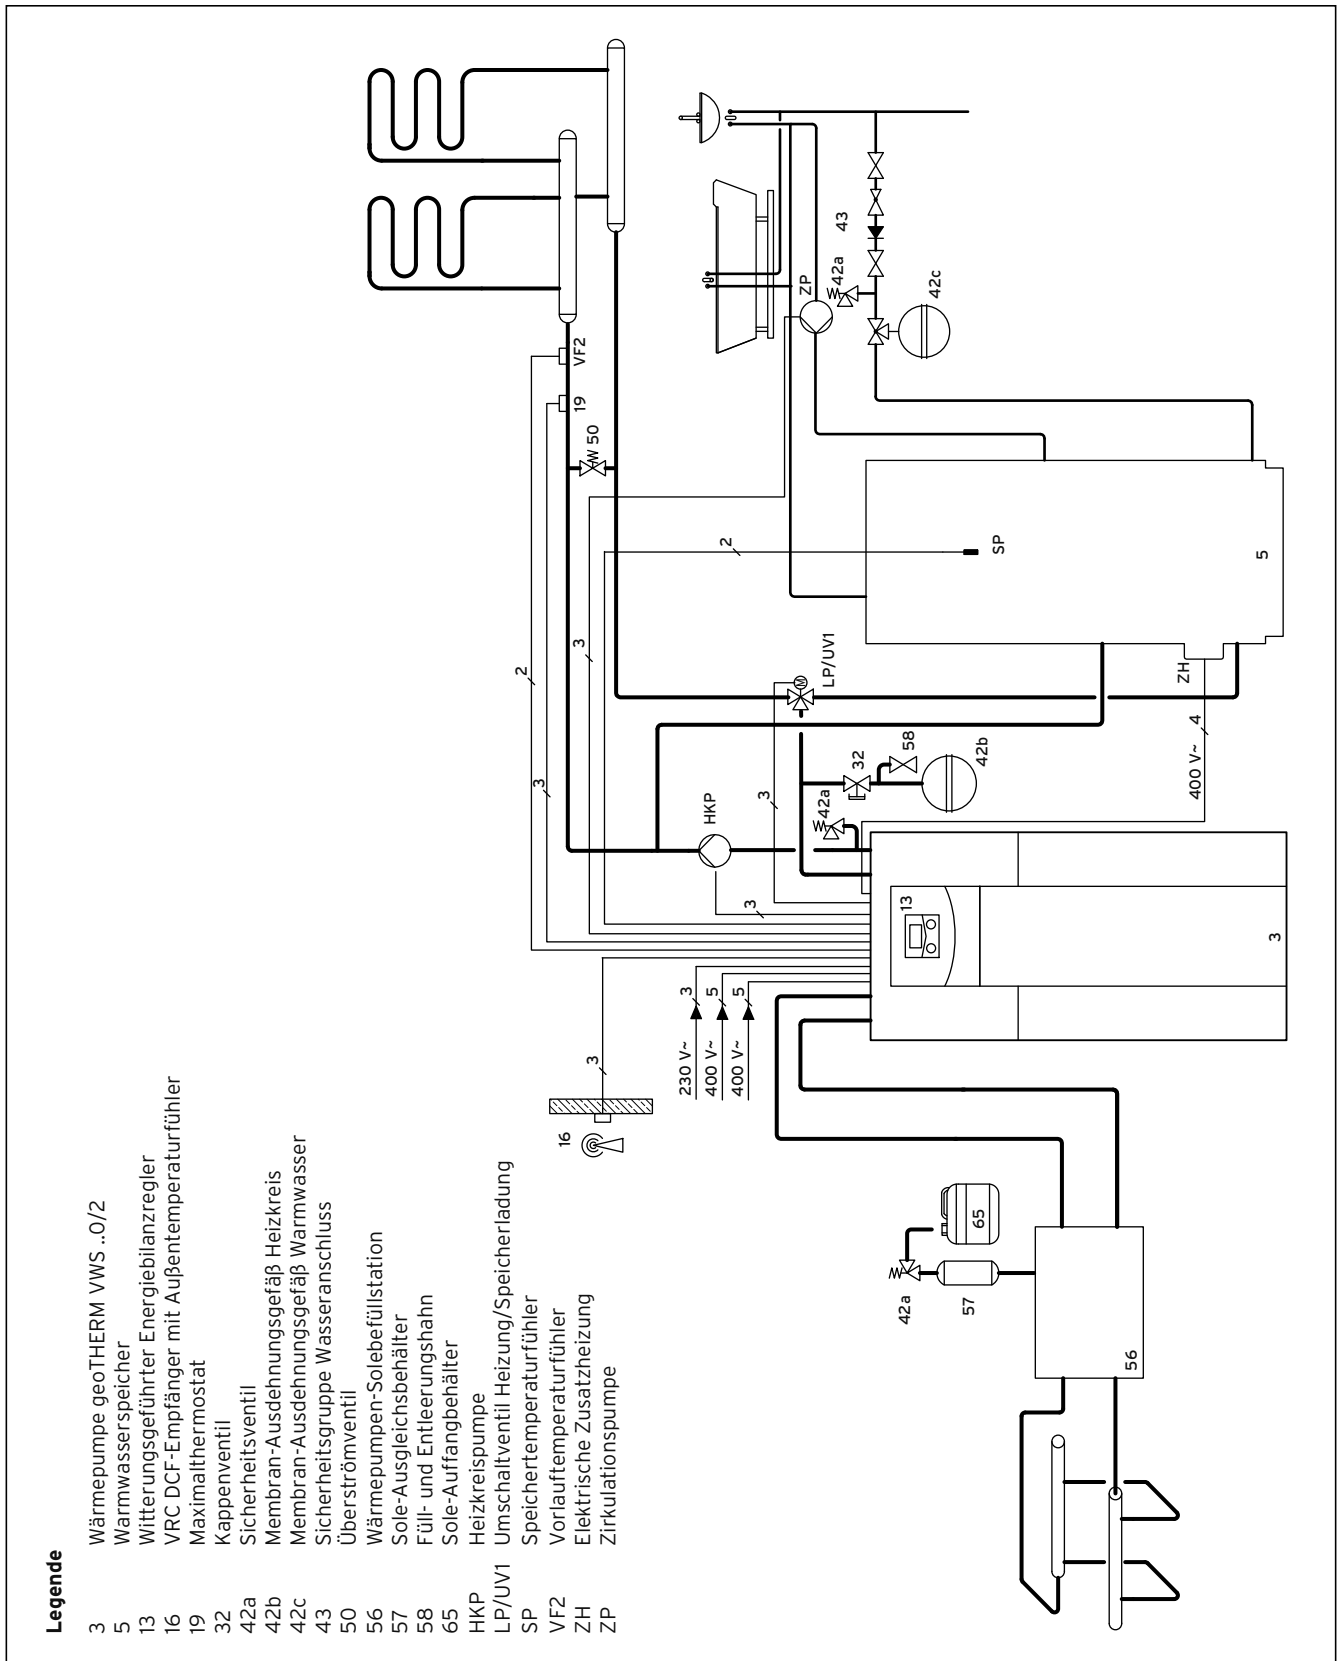 Legende
3 Wärmepumpe geoTHERM VWS ..0/2
5 Warmwasserspeicher
13 Witterungsgeführter Energiebilanzregler
16 VRC DCF-Empfänger mit Außentemperaturfühler
19 Maximalthermostat
32 Kappenventil
42a Sicherheitsventil
42b Membran-Ausdehnungsgefäß Heizkreis
42c Membran-Ausdehnungsgefäß Warmwasser
43 Sicherheitsgruppe Wasseranschluss
50 Überströmventil
56 Wärmepumpen-Solebefüllstation
57 Sole-Ausgleichsbehälter
58 Füll- und Entleerungshahn
65 Sole-Auffangbehälter
HKP Heizkreispumpe
LP/UV1 Umschaltventil Heizung/Speicherladung
SP Speichertemperaturfühler
VF2 Vorlauftemperaturfühler
ZH Elektrische Zusatzheizung
ZP Zirkulationspumpe
16
3
230 V~ 3
400 V~ 5
400 V~ 5
42a
57
65
56
13
3
HKP
3
3
42a
32
58
42b
LP/UV1
400 V~ 4
ZH
5
SP
2
3
3
2
19
VF2
50
ZP
42a
43
42c
M